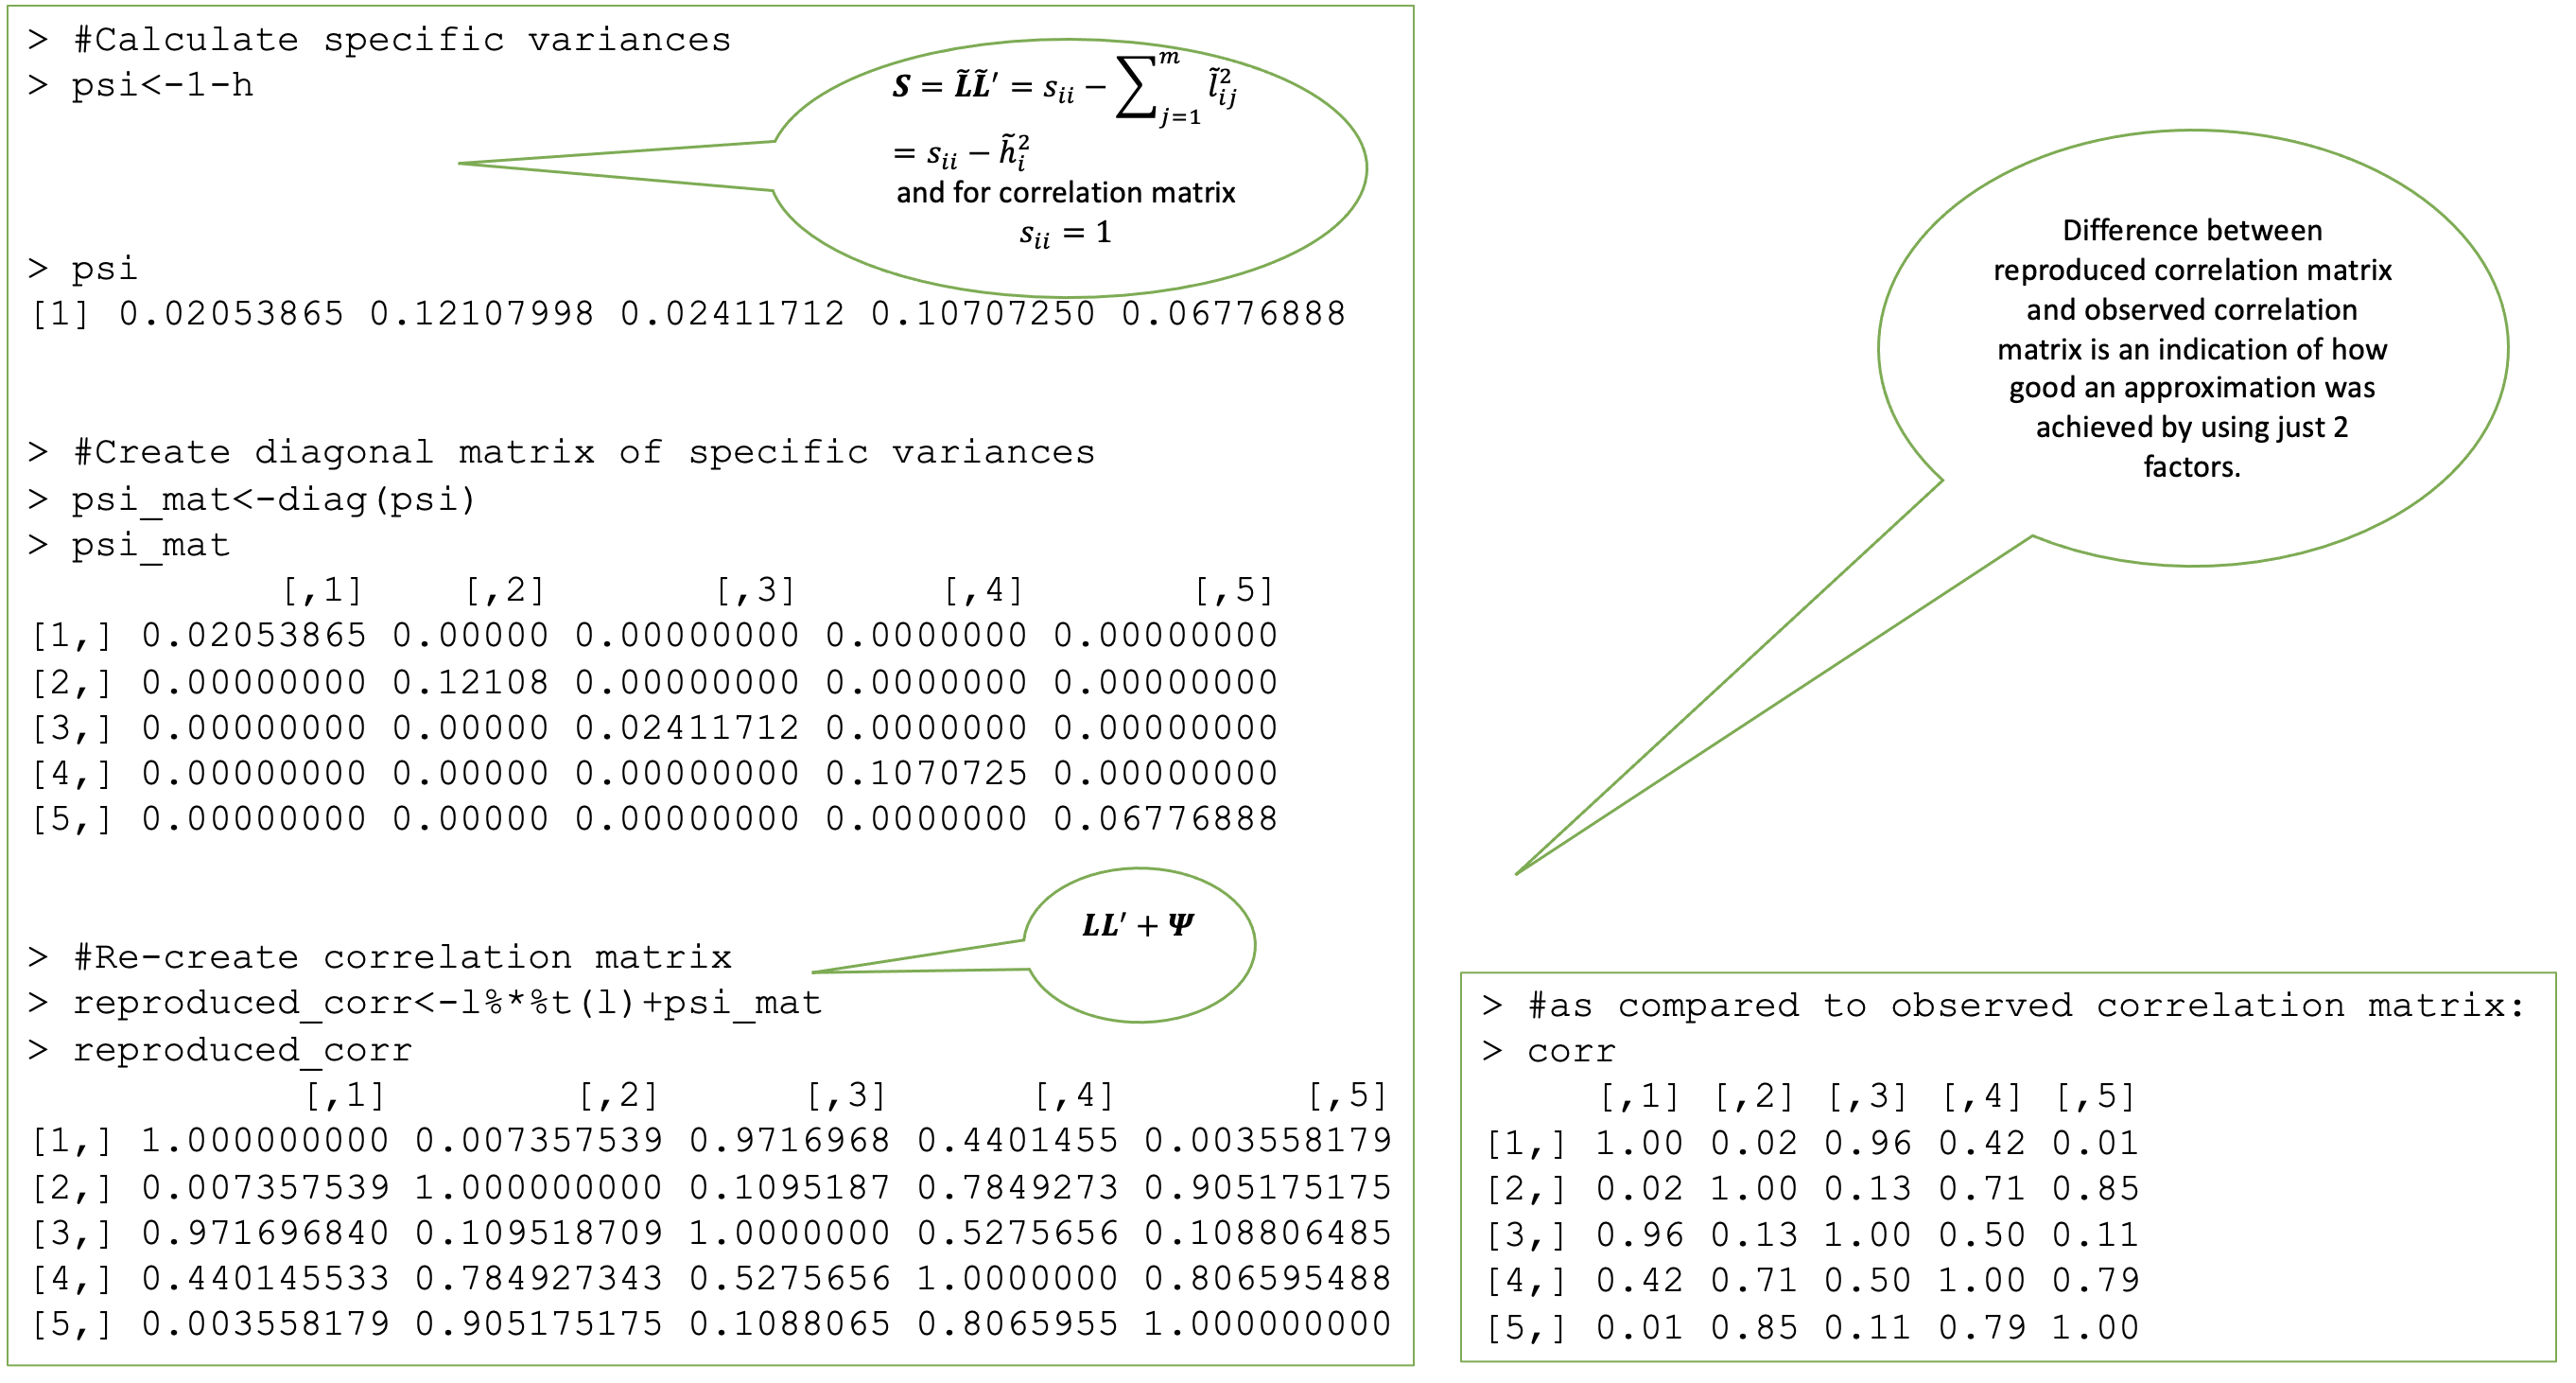 > #Calculate specific variances
> psi<-1-h
𝑺 = 𝑳̃𝑳̃′ = s_{ii} − ∑_{j=1}^{m} l̃_{ij}^2
= s_{ii} − h̃_i^2
and for correlation matrix
s_{ii} = 1
> psi
[1] 0.02053865 0.12107998 0.02411712 0.10707250 0.06776888
> #Create diagonal matrix of specific variances
> psi_mat<-diag(psi)
> psi_mat
[,1] [,2] [,3] [,4] [,5]
[1,] 0.02053865 0.00000 0.00000000 0.0000000 0.00000000
[2,] 0.00000000 0.12108 0.00000000 0.0000000 0.00000000
[3,] 0.00000000 0.00000 0.02411712 0.0000000 0.00000000
[4,] 0.00000000 0.00000 0.00000000 0.1070725 0.00000000
[5,] 0.00000000 0.00000 0.00000000 0.0000000 0.06776888
𝑳𝑳′ + 𝜳
> #Re-create correlation matrix
> reproduced_corr<-l%*%t(l)+psi_mat
> reproduced_corr
[,1] [,2] [,3] [,4] [,5]
[1,] 1.000000000 0.007357539 0.9716968 0.4401455 0.003558179
[2,] 0.007357539 1.000000000 0.1095187 0.7849273 0.905175175
[3,] 0.971696840 0.109518709 1.0000000 0.5275656 0.108806485
[4,] 0.440145533 0.784927343 0.5275656 1.0000000 0.806595488
[5,] 0.003558179 0.905175175 0.1088065 0.8065955 1.000000000
Difference between
reproduced correlation matrix
and observed correlation
matrix is an indication of how
good an approximation was
achieved by using just 2
factors.
> #as compared to observed correlation matrix:
> corr
[,1] [,2] [,3] [,4] [,5]
[1,] 1.00 0.02 0.96 0.42 0.01
[2,] 0.02 1.00 0.13 0.71 0.85
[3,] 0.96 0.13 1.00 0.50 0.11
[4,] 0.42 0.71 0.50 1.00 0.79
[5,] 0.01 0.85 0.11 0.79 1.00